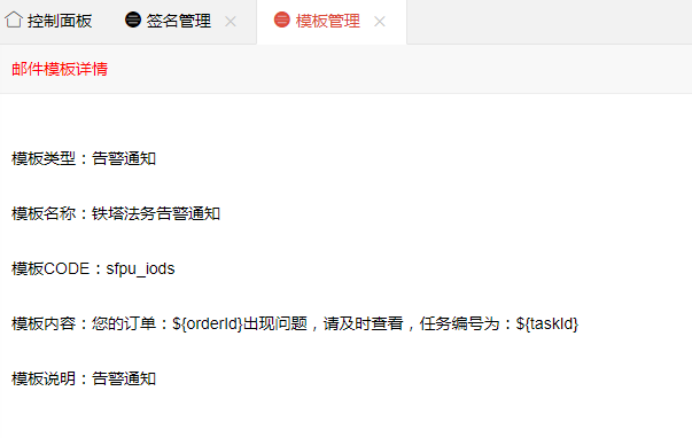 控制面板 签名管理 模板管理
邮件模板详情
模板类型：告警通知
模板名称：铁塔法务告警通知
模板CODE：sfpu_iods
模板内容：您的订单：${orderId}出现问题，请及时查看，任务编号为：${taskId}
模板说明：告警通知